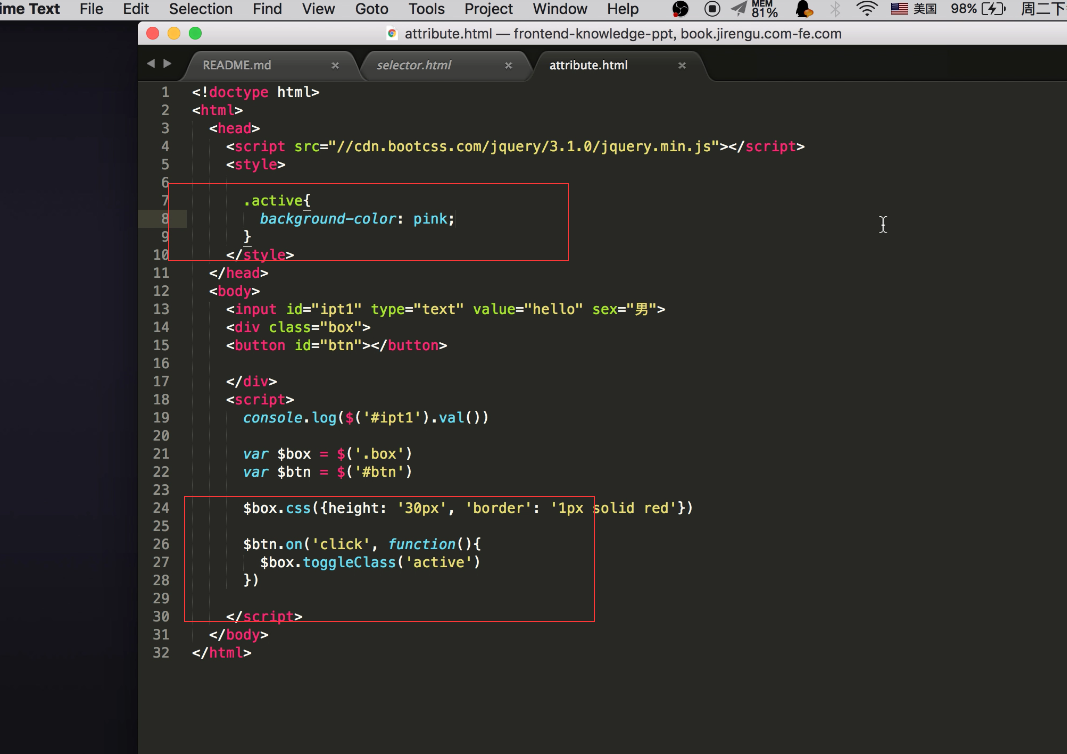 ime Text File Edit Selection Find View Goto Tools Project Window Help MEM 81% 美国 98% 周二下
attribute.html — frontend-knowledge-ppt, book.jirengu.com-fe.com
README.md × selector.html × attribute.html ×
1 <!doctype html>
2 <html>
3 <head>
4 <script src="//cdn.bootcss.com/jquery/3.1.0/jquery.min.js"></script>
5 <style>
6
7 .active{
8 background-color: pink;
9 }
10 </style>
11 </head>
12 <body>
13 <input id="ipt1" type="text" value="hello" sex="男">
14 <div class="box">
15 <button id="btn"></button>
16
17 </div>
18 <script>
19 console.log($('#ipt1').val())
20
21 var $box = $('.box')
22 var $btn = $('#btn')
23
24 $box.css({height: '30px', 'border': '1px solid red'})
25
26 $btn.on('click', function(){
27 $box.toggleClass('active')
28 })
29
30 </script>
31 </body>
32 </html>